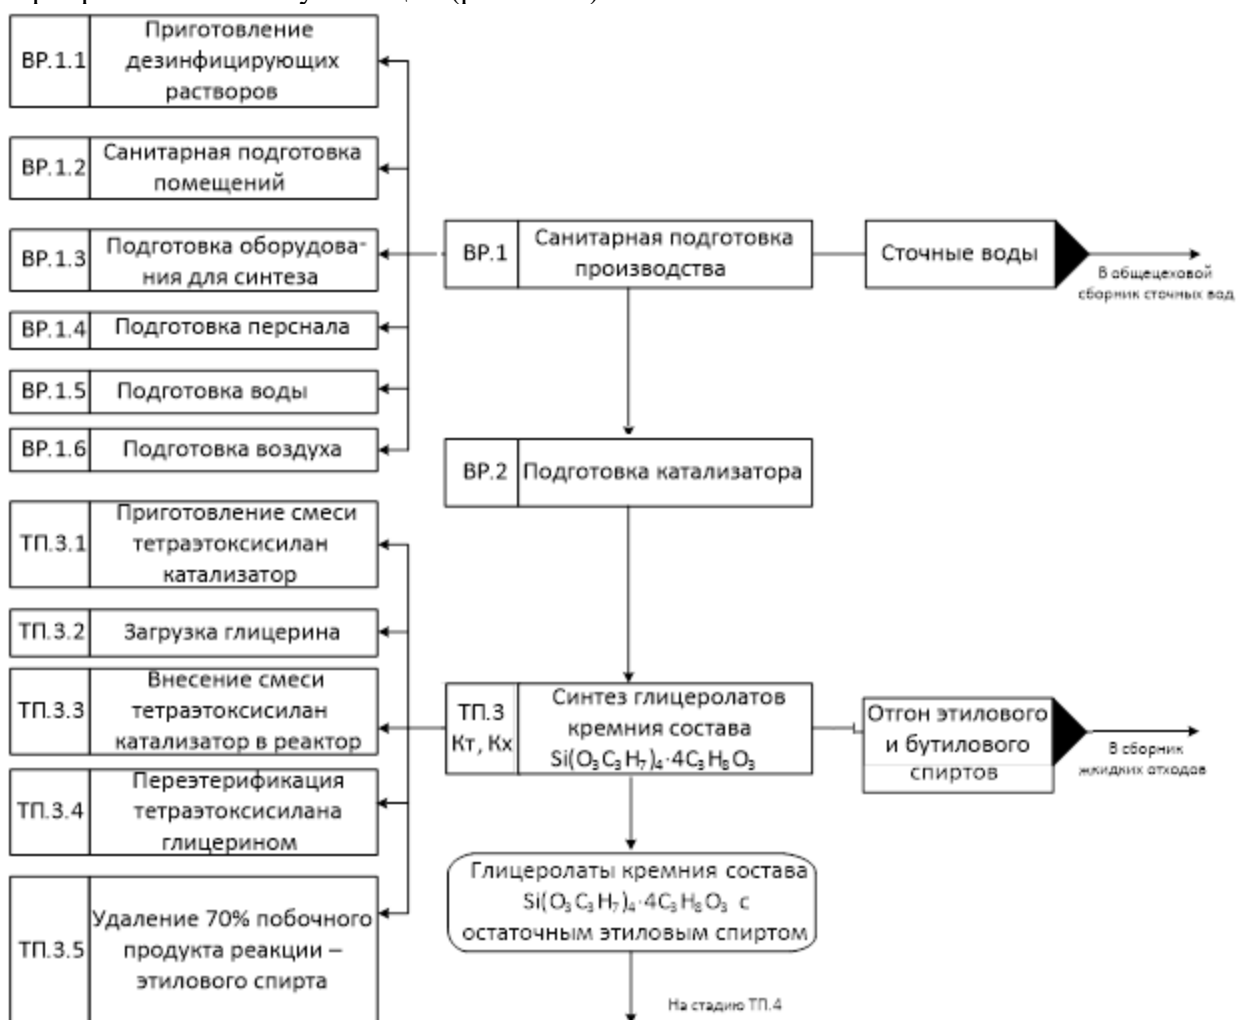 ВР.1.1
Приготовление
дезинфицирующих
растворов
ВР.1.2
Санитарная подготовка
помещений
ВР.1.3
Подготовка оборудова-
ния для синтеза
ВР.1.4
Подготовка перснала
ВР.1.5
Подготовка воды
ВР.1.6
Подготовка воздуха
ВР.1
Санитарная подготовка
производства
Сточные воды
В общецеховой
сборник сточных вод
ВР.2
Подготовка катализатора
ТП.3.1
Приготовление смеси
тетраэтоксисилан
катализатор
ТП.3.2
Загрузка глицерина
ТП.3.3
Внесение смеси
тетраэтоксисилан
катализатор в реактор
ТП.3.4
Переэтерификация
тетраэтоксисилана
глицерином
ТП.3.5
Удаление 70% побочного
продукта реакции –
этилового спирта
ТП.3
Кт, Кх
Синтез глицеролатов
кремния состава
Si(O₃C₃H₇)₄·4C₃H₈O₃
Отгон этилового
и бутилового
спиртов
В сборник
жкидких отходов
Глицеролаты кремния состава
Si(O₃C₃H₇)₄·4C₃H₈O₃ с
остаточным этиловым спиртом
На стадию ТП.4